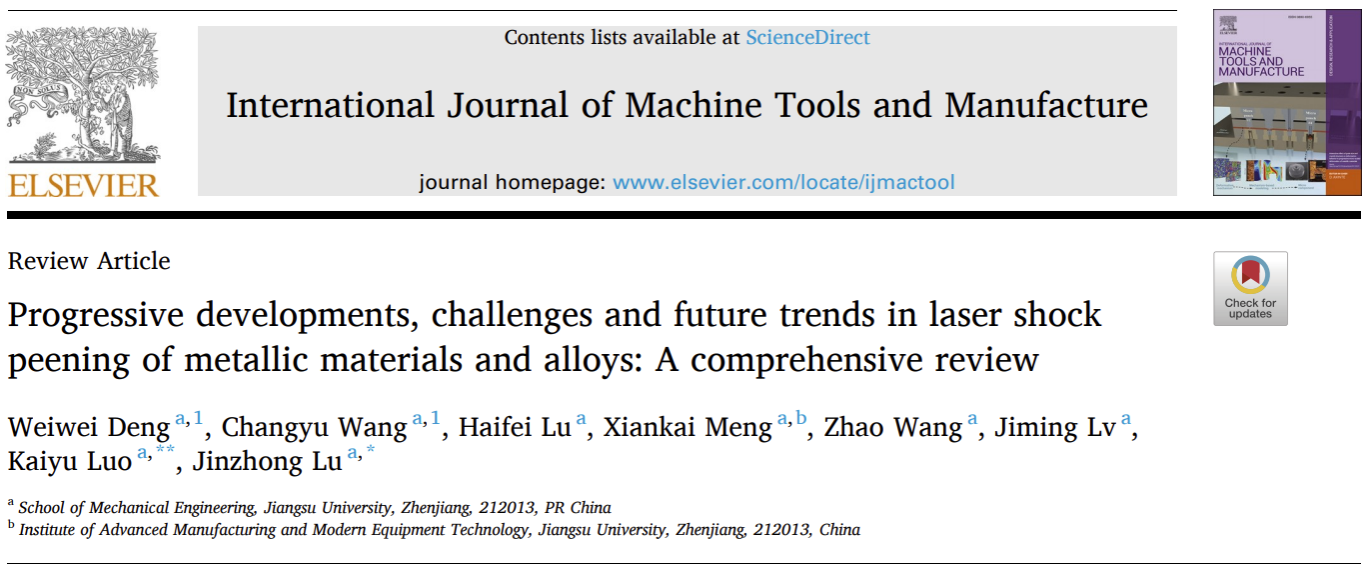 Contents lists available at ScienceDirect
International Journal of Machine Tools and Manufacture
journal homepage: www.elsevier.com/locate/ijmactool
NON SOLUS
ELSEVIER
INTERNATIONAL JOURNAL OF
MACHINE
TOOLS AND
MANUFACTURE
Review Article
Check for
updates
Progressive developments, challenges and future trends in laser shock
peening of metallic materials and alloys: A comprehensive review
Weiwei Deng a,1, Changyu Wang a,1, Haifei Lu a, Xiankai Meng a,b, Zhao Wang a, Jiming Lv a,
Kaiyu Luo a,**, Jinzhong Lu a,*
a School of Mechanical Engineering, Jiangsu University, Zhenjiang, 212013, PR China
b Institute of Advanced Manufacturing and Modern Equipment Technology, Jiangsu University, Zhenjiang, 212013, China